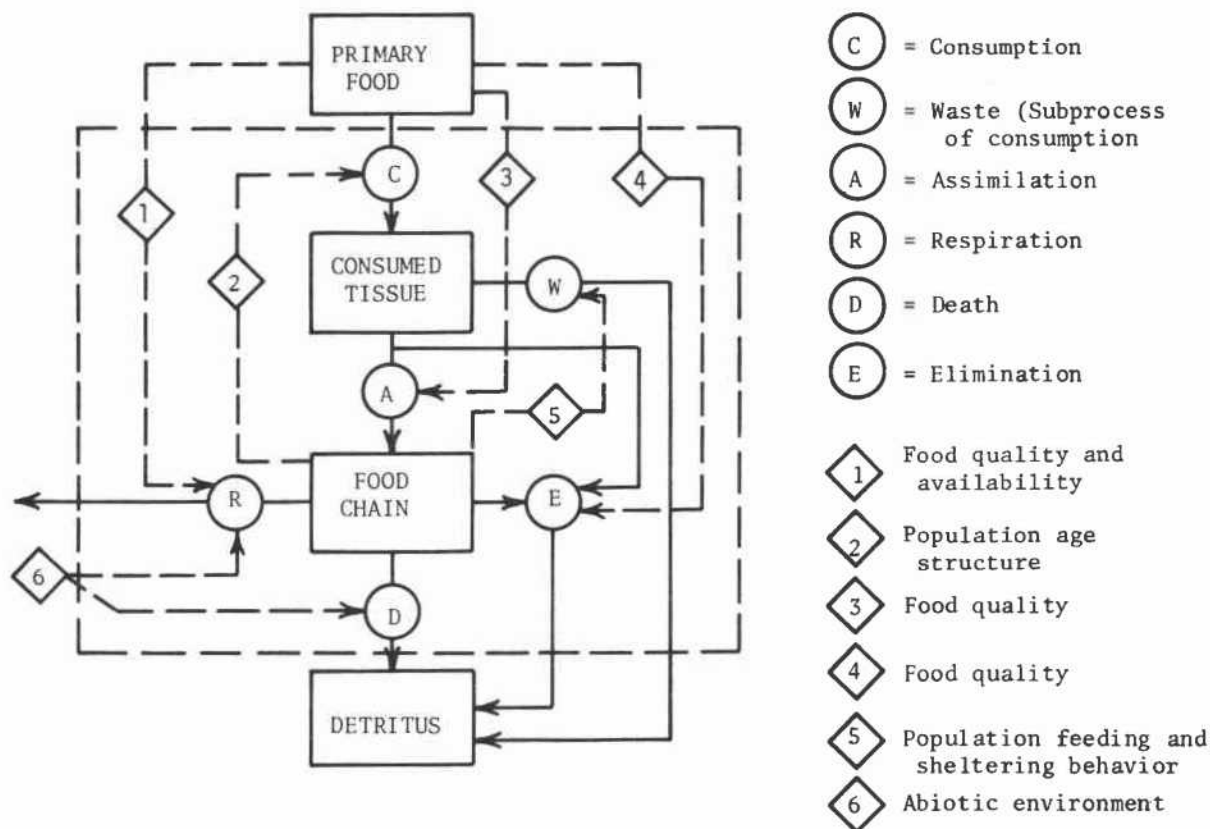 PRIMARY
FOOD
1
2
C
3
4
CONSUMED
TISSUE
W
A
5
FOOD
CHAIN
R
E
6
D
DETRITUS
C = Consumption
W = Waste (Subprocess
of consumption
A = Assimilation
R = Respiration
D = Death
E = Elimination
1 Food quality and
availability
2 Population age
structure
3 Food quality
4 Food quality
5 Population feeding and
sheltering behavior
6 Abiotic environment